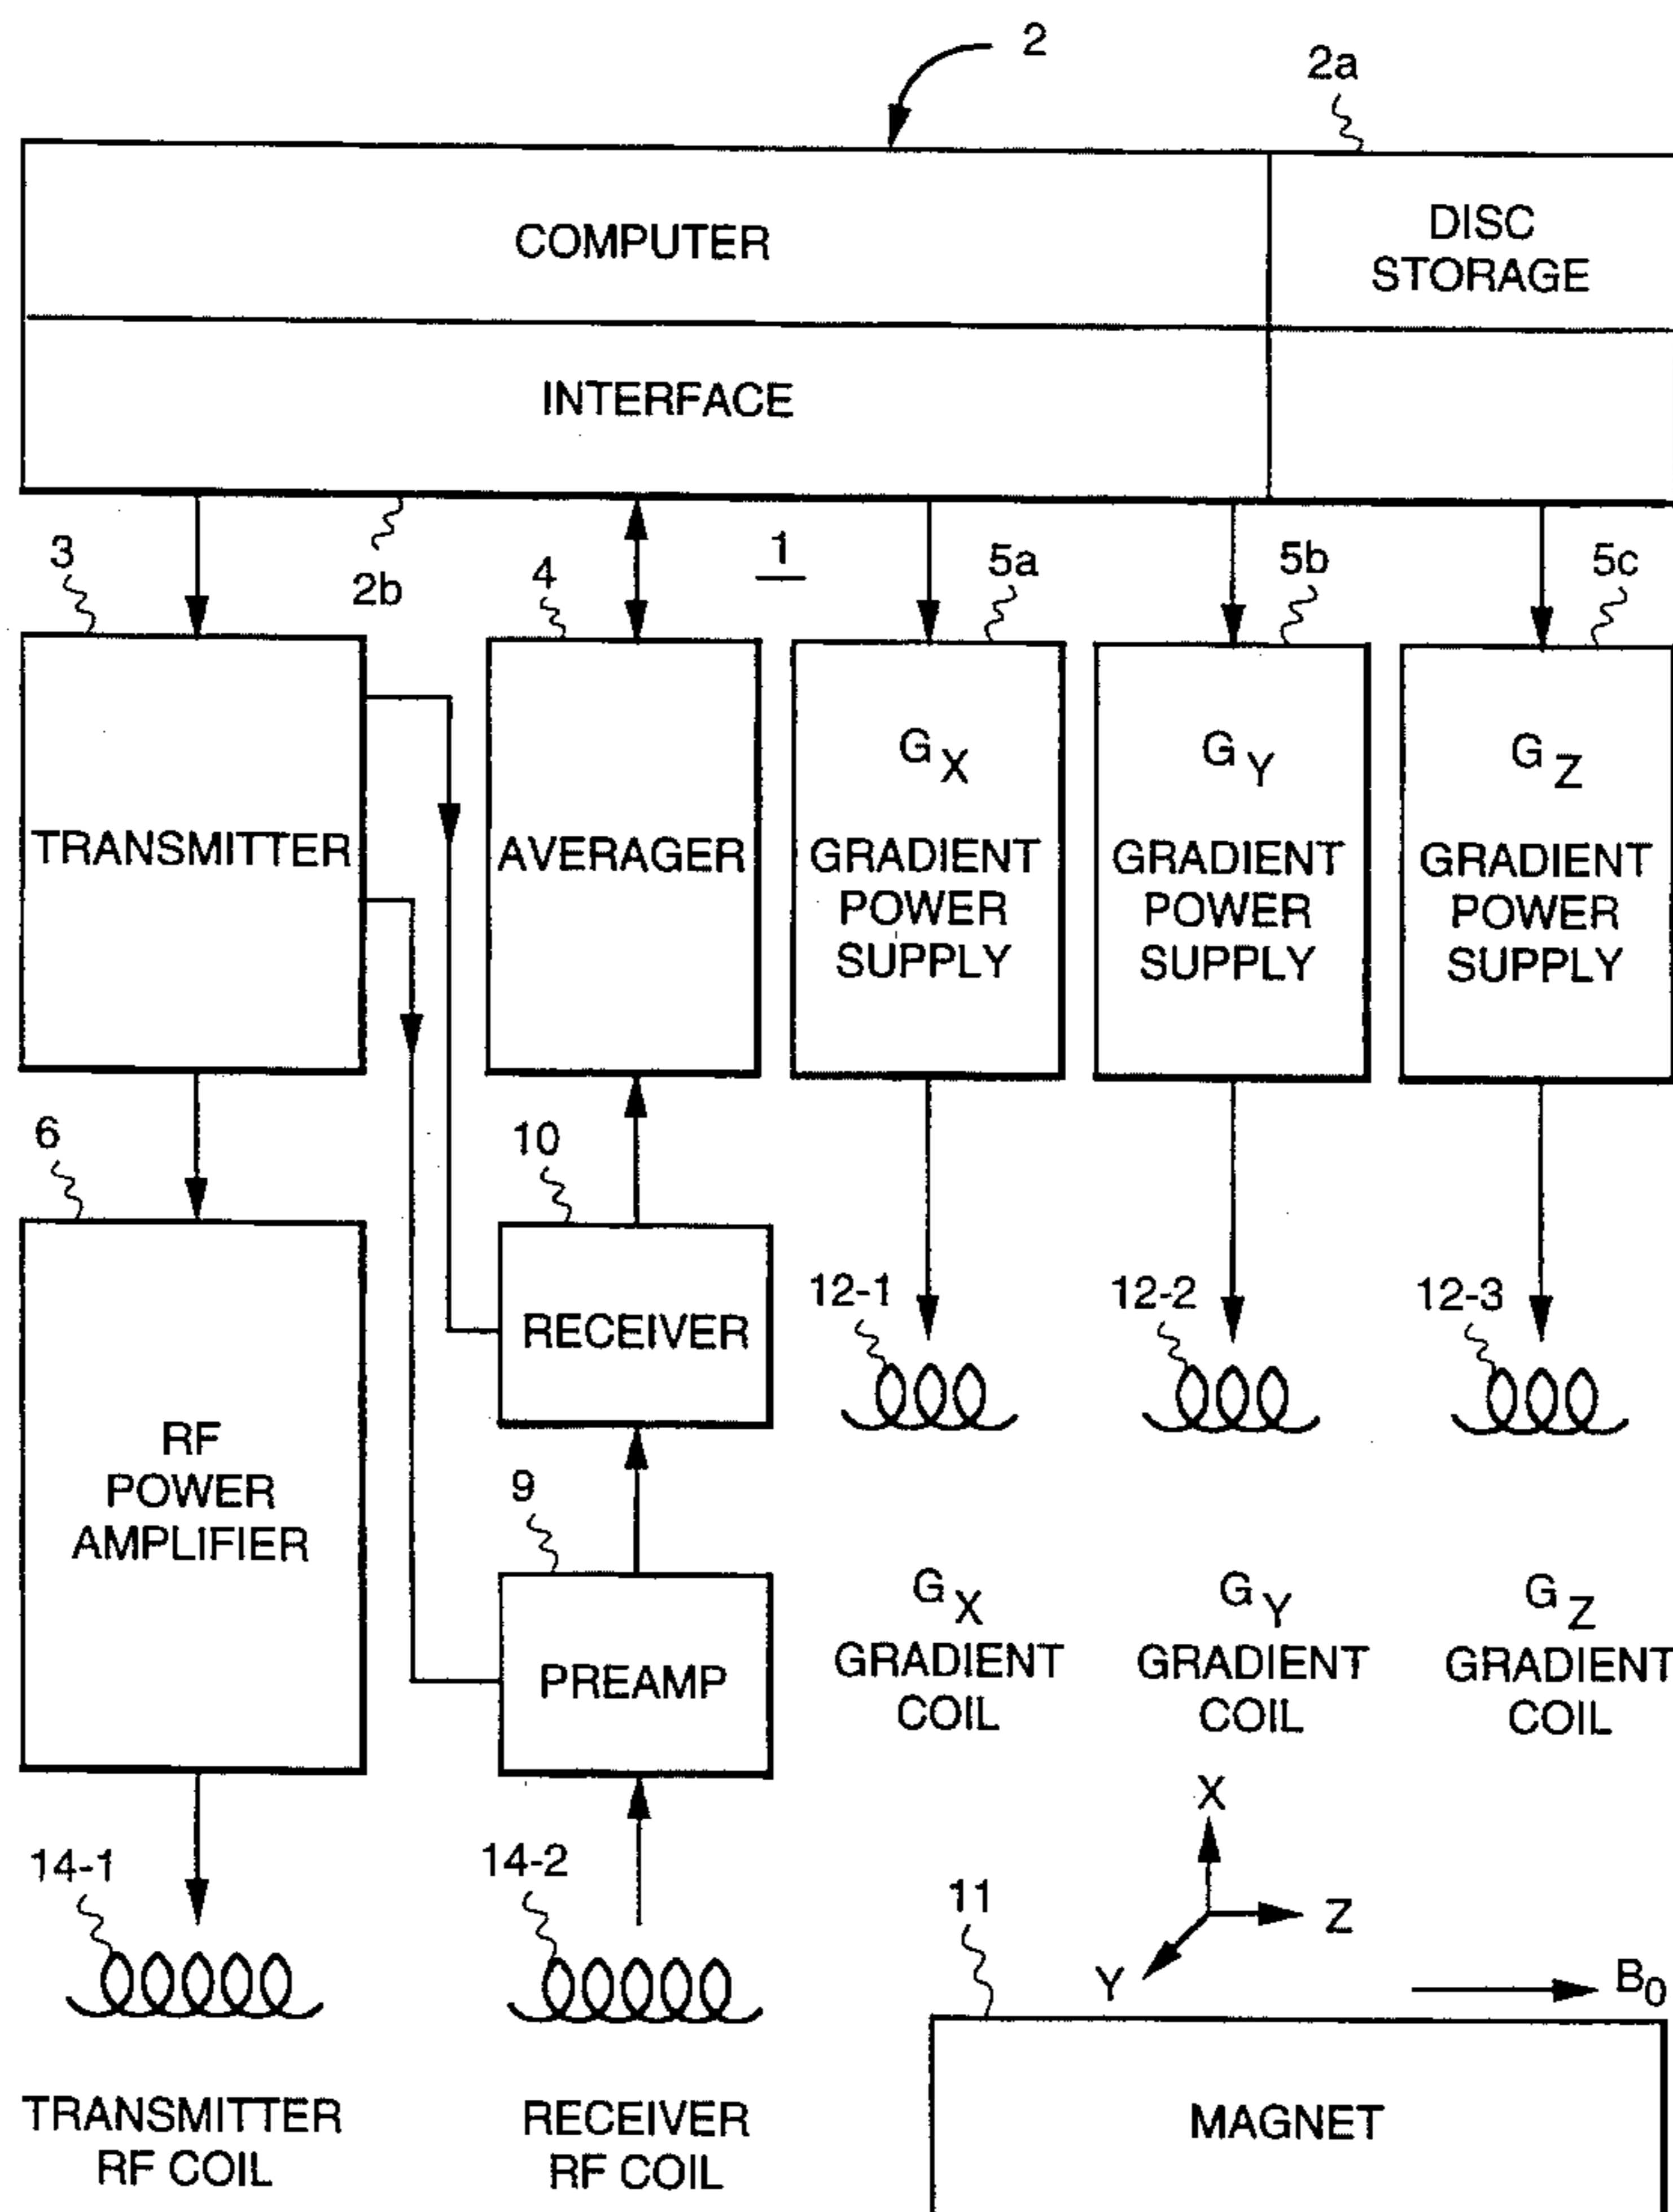 2
2a
COMPUTER
DISC
STORAGE
INTERFACE
3
2b
4
1
5a
5b
5c
TRANSMITTER
AVERAGER
GX
GRADIENT
POWER
SUPPLY
GY
GRADIENT
POWER
SUPPLY
GZ
GRADIENT
POWER
SUPPLY
6
10
12-1
12-2
12-3
RECEIVER
RF
POWER
AMPLIFIER
9
PREAMP
GX
GRADIENT
COIL
GY
GRADIENT
COIL
GZ
GRADIENT
COIL
14-1
14-2
11
X
Z
Y
B0
TRANSMITTER
RF COIL
RECEIVER
RF COIL
MAGNET